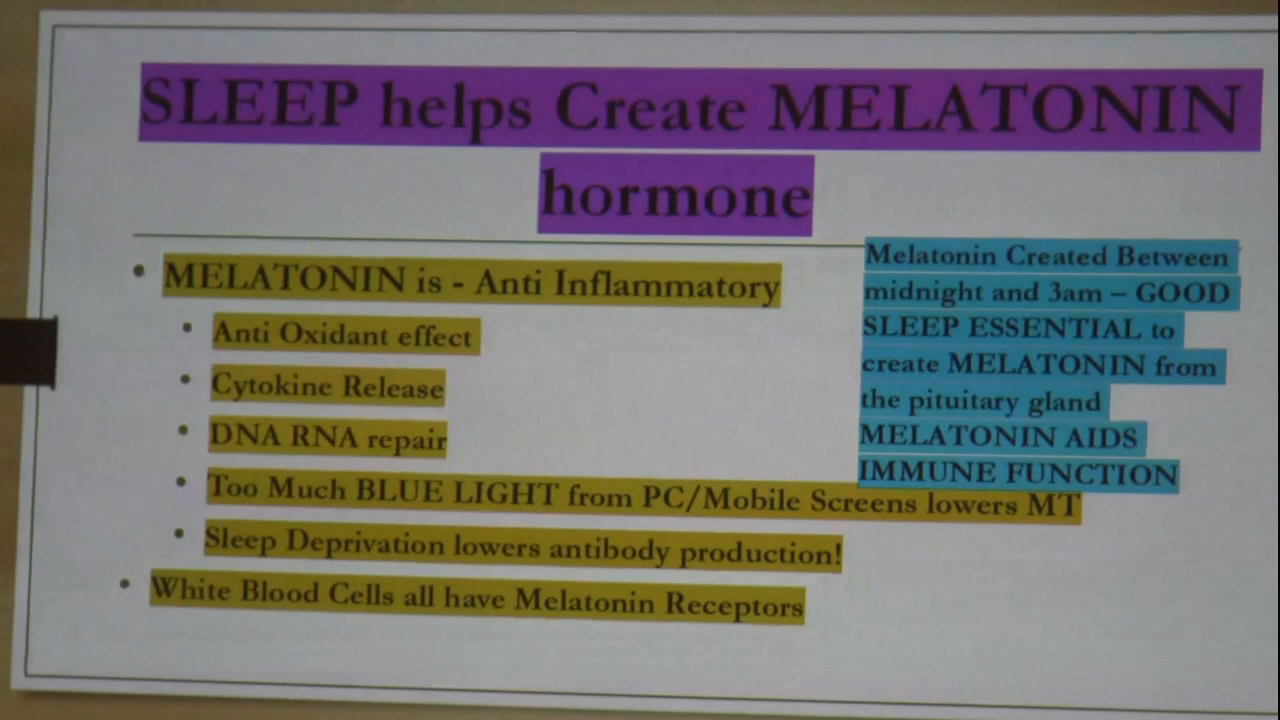 SLEEP helps Create MELATONIN
hormone
MELATONIN is - Anti Inflammatory
Anti Oxidant effect
Cytokine Release
DNA RNA repair
Too Much BLUE LIGHT from PC/Mobile Screens lowers MT
Sleep Deprivation lowers antibody production!
White Blood Cells all have Melatonin Receptors
Melatonin Created Between
midnight and 3am – GOOD
SLEEP ESSENTIAL to
create MELATONIN from
the pituitary gland
MELATONIN AIDS
IMMUNE FUNCTION